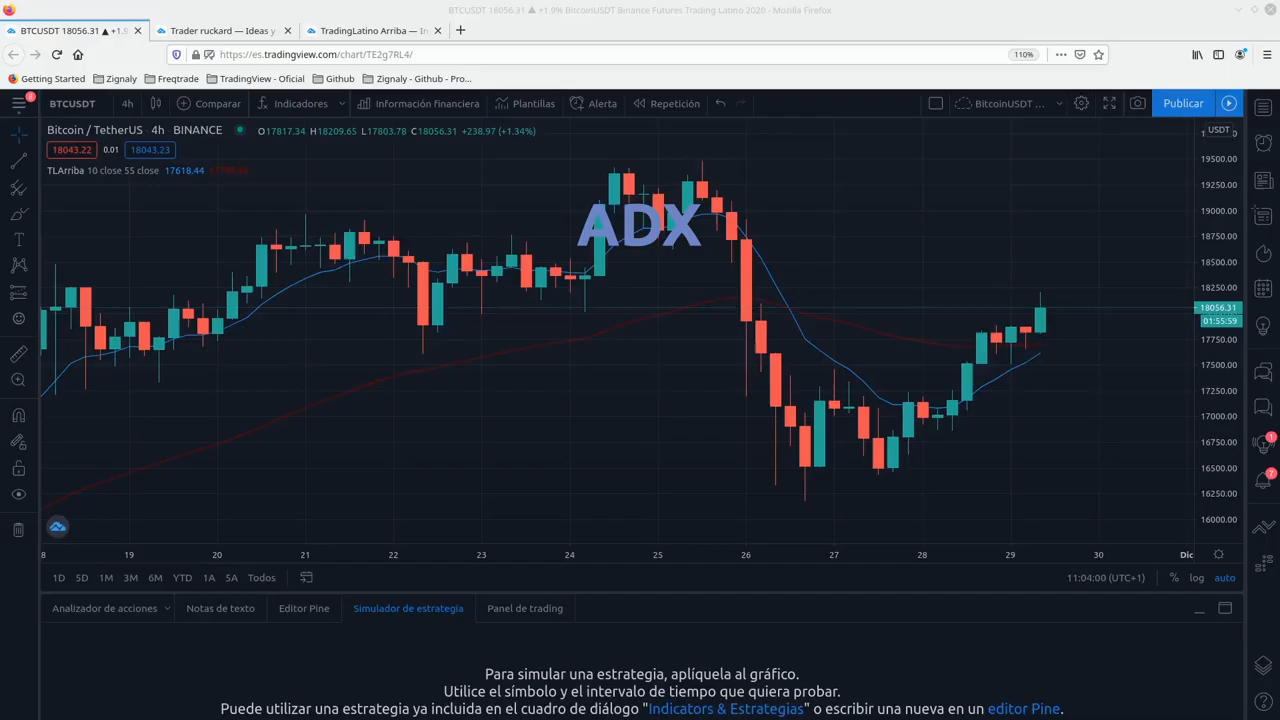 BTCUSDT 18056.31 ▲ +1.9% BitcoinUSDT Binance Futures Trading Latino 2020 - Mozilla Firefox
BTCUSDT 18056.31 ▲ +1.9
Trader ruckard — Ideas y
TradingLatino Arriba — In
https://es.tradingview.com/chart/TE2g7RL4/
110%
Getting Started
Zignaly
Freqtrade
TradingView - Oficial
Github
Zignaly - Github - Pro...
8
BTCUSDT
4h
Comparar
Indicadores
Información financiera
Plantillas
Alerta
Repetición
BitcoinUSDT ...
Publicar
Bitcoin / TetherUS · 4h · BINANCE
O17817.34 H18209.65 L17803.78 C18056.31 +238.97 (+1.34%)
USDT
18043.22
0.01
18043.23
TLArriba 10 close 55 close 17618.44
ADX
19500.00
19250.00
19000.00
18750.00
18500.00
18250.00
18056.31
01:55:59
17750.00
17500.00
17250.00
17000.00
16750.00
16500.00
16250.00
16000.00
1
2
8
19
20
21
22
23
24
25
26
27
28
29
30
Dic
1D
5D
1M
3M
6M
YTD
1A
5A
Todos
11:04:00 (UTC+1)
%
log
auto
Analizador de acciones
Notas de texto
Editor Pine
Simulador de estrategia
Panel de trading
Para simular una estrategia, aplíquela al gráfico.
Utilice el símbolo y el intervalo de tiempo que quiera probar.
Puede utilizar una estrategia ya incluida en el cuadro de diálogo "Indicators & Estrategias" o escribir una nueva en un editor Pine.